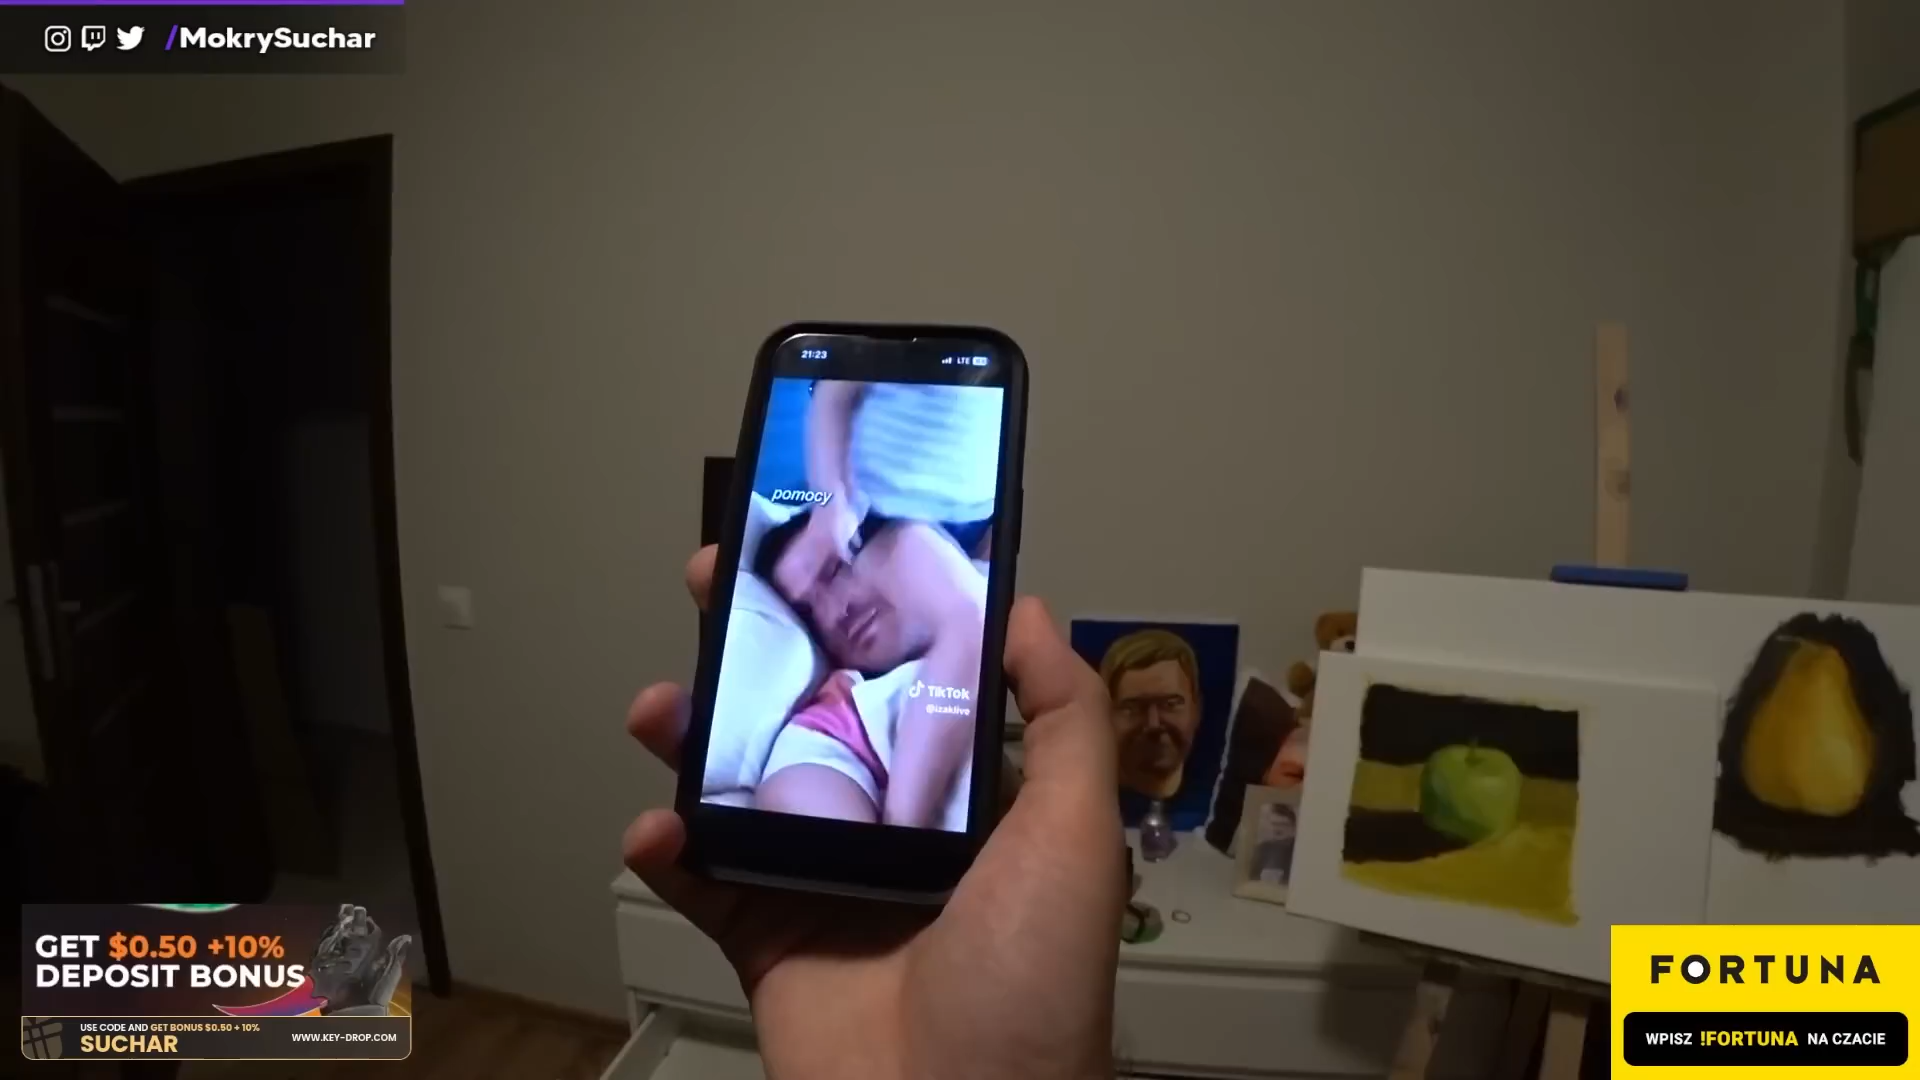 /MokrySuchar
21:23
LTE
pomocy
TikTok
@izaklive
GET $0.50 +10%
DEPOSIT BONUS
USE CODE AND GET BONUS $0.50 + 10%
SUCHAR
WWW.KEY-DROP.COM
FORTUNA
WPISZ !FORTUNA NA CZACIE